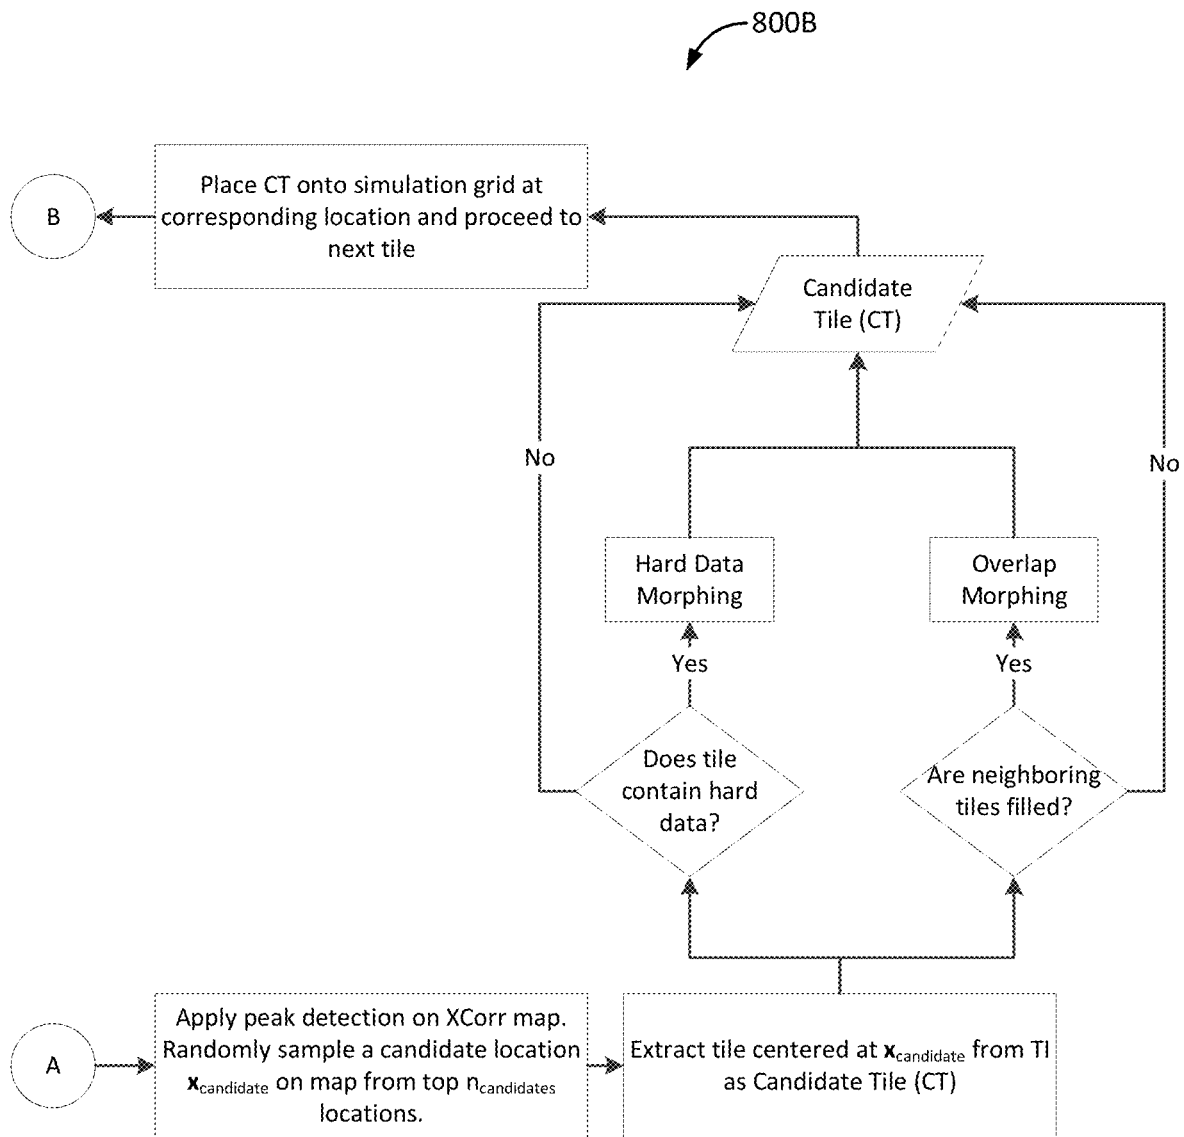 800B
B
Place CT onto simulation grid at
corresponding location and proceed to
next tile
Candidate
Tile (CT)
No
No
Hard Data
Morphing
Overlap
Morphing
Yes
Yes
Does tile
contain hard
data?
Are neighboring
tiles filled?
A
Apply peak detection on XCorr map.
Randomly sample a candidate location
xcandidate on map from top ncandidates
locations.
Extract tile centered at xcandidate from TI
as Candidate Tile (CT)